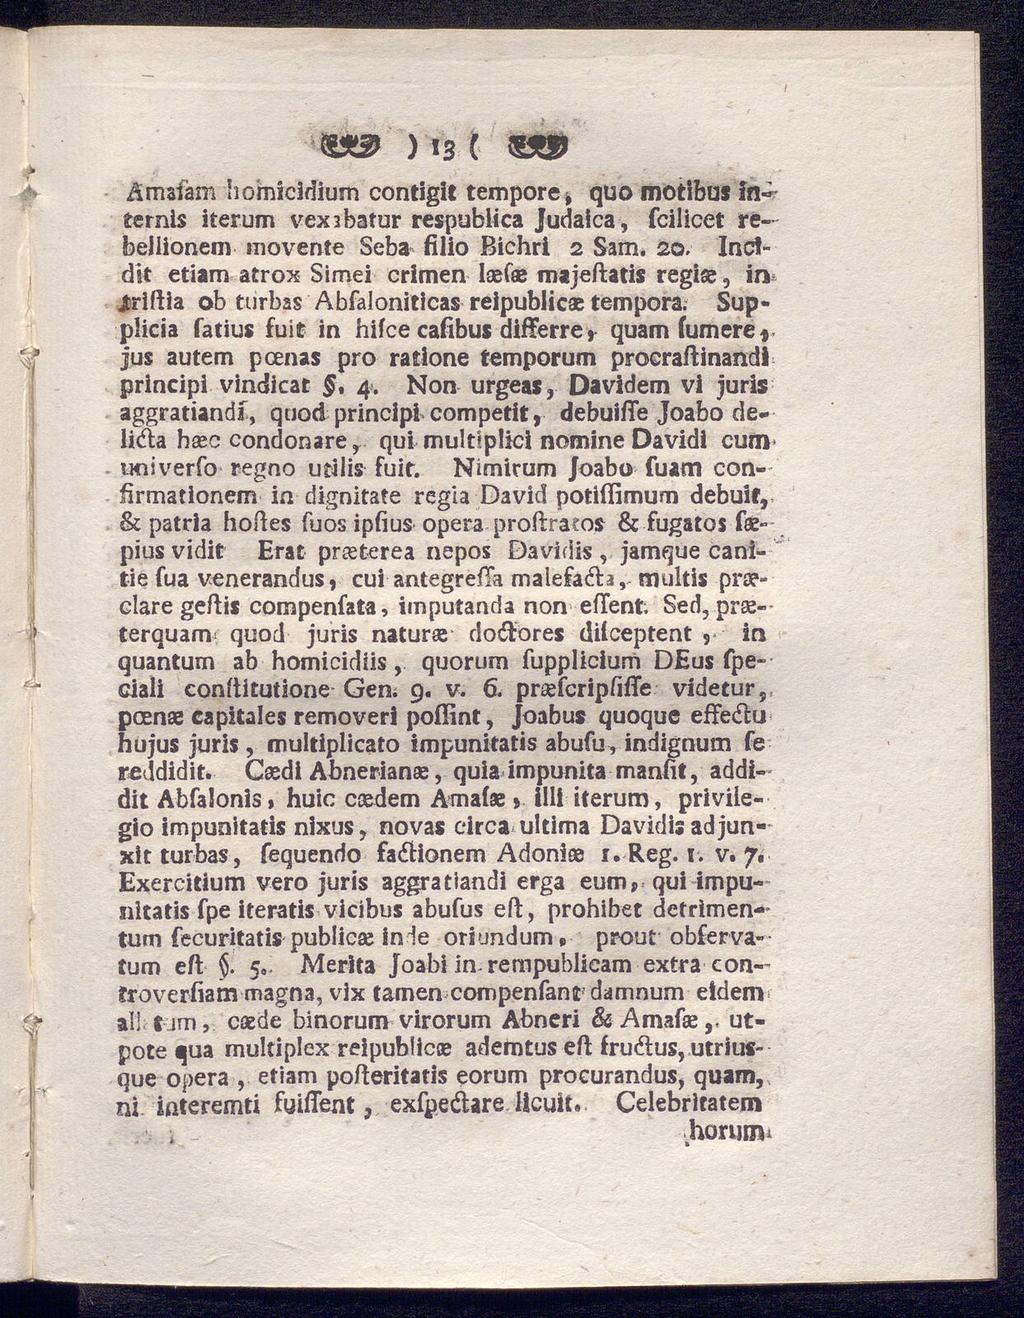 ) 13 (
Amaſam homicidium contigit tempore, quo motibus in-
ternis iterum vexabatur respublica Judaica, ſcilicet re-
bellionem movente Seba filio Bichri 2 Sam. 20. Inci-
dit etiam atrox Simei crimen læſæ majeſtatis regiæ, in
triſtia ob turbas Abſaloniticas reipublicæ tempora. Sup-
plicia ſatius fuit in hiſce caſibus differre, quam ſumere,
jus autem pœnas pro ratione temporum procraſtinandi
principi vindicat §. 4. Non urgeas, Davidem vi juris
aggratiandi, quod principi competit, debuiſſe Joabo de-
licta hæc condonare, qui multiplici nomine Davidi cum
univerſo regno utilis fuit. Nimirum Joabo ſuam con-
firmationem in dignitate regia David potiſſimum debuit,
& patria hoſtes ſuos ipſius opera proſtratos & fugatos ſæ-
pius vidit Erat præterea nepos Davidis, jamque cani-
tie ſua venerandus, cui antegreſſa malefacta, multis præ-
clare geſtis compenſata, imputanda non eſſent. Sed, præ-
terquam quod juris naturæ doctores diſceptent, in
quantum ab homicidiis, quorum ſupplicium DEus ſpe-
ciali conſtitutione Gen. 9. v. 6. præſcripſiſſe videtur,
pœnæ capitales removeri poſſint, Joabus quoque effectu
hujus juris, multiplicato impunitatis abuſu, indignum ſe
reddidit. Cædi Abnerianæ, quia impunita manſit, addi-
dit Abſalonis, huic cædem Amaſæ, illi iterum, privile-
gio impunitatis nixus, novas circa ultima Davidis adjun-
xit turbas, ſequendo factionem Adoniæ 1. Reg. 1. v. 7.
Exercitium vero juris aggratiandi erga eum, qui impu-
nitatis ſpe iteratis vicibus abuſus eſt, prohibet detrimen-
tum ſecuritatis publicæ inde oriundum, prout obſerva-
tum eſt §. 5. Merita Joabi in rempublicam extra con-
troverſiam magna, vix tamen compenſant damnum eidem
allatum, cæde binorum virorum Abneri & Amaſæ, ut-
pote qua multiplex reipublicæ ademtus eſt fructus, utrius-
que opera, etiam poſteritatis eorum procurandus, quam,
ni interemti fuiſſent, exſpectare licuit. Celebritatem
horum